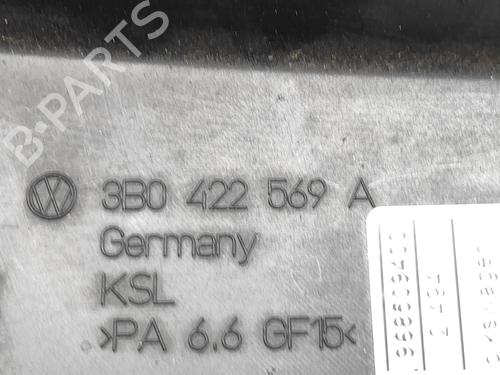 B-PARTS
3B0 422 569 A
Germany
KSL
>PA 6.6 GF15<